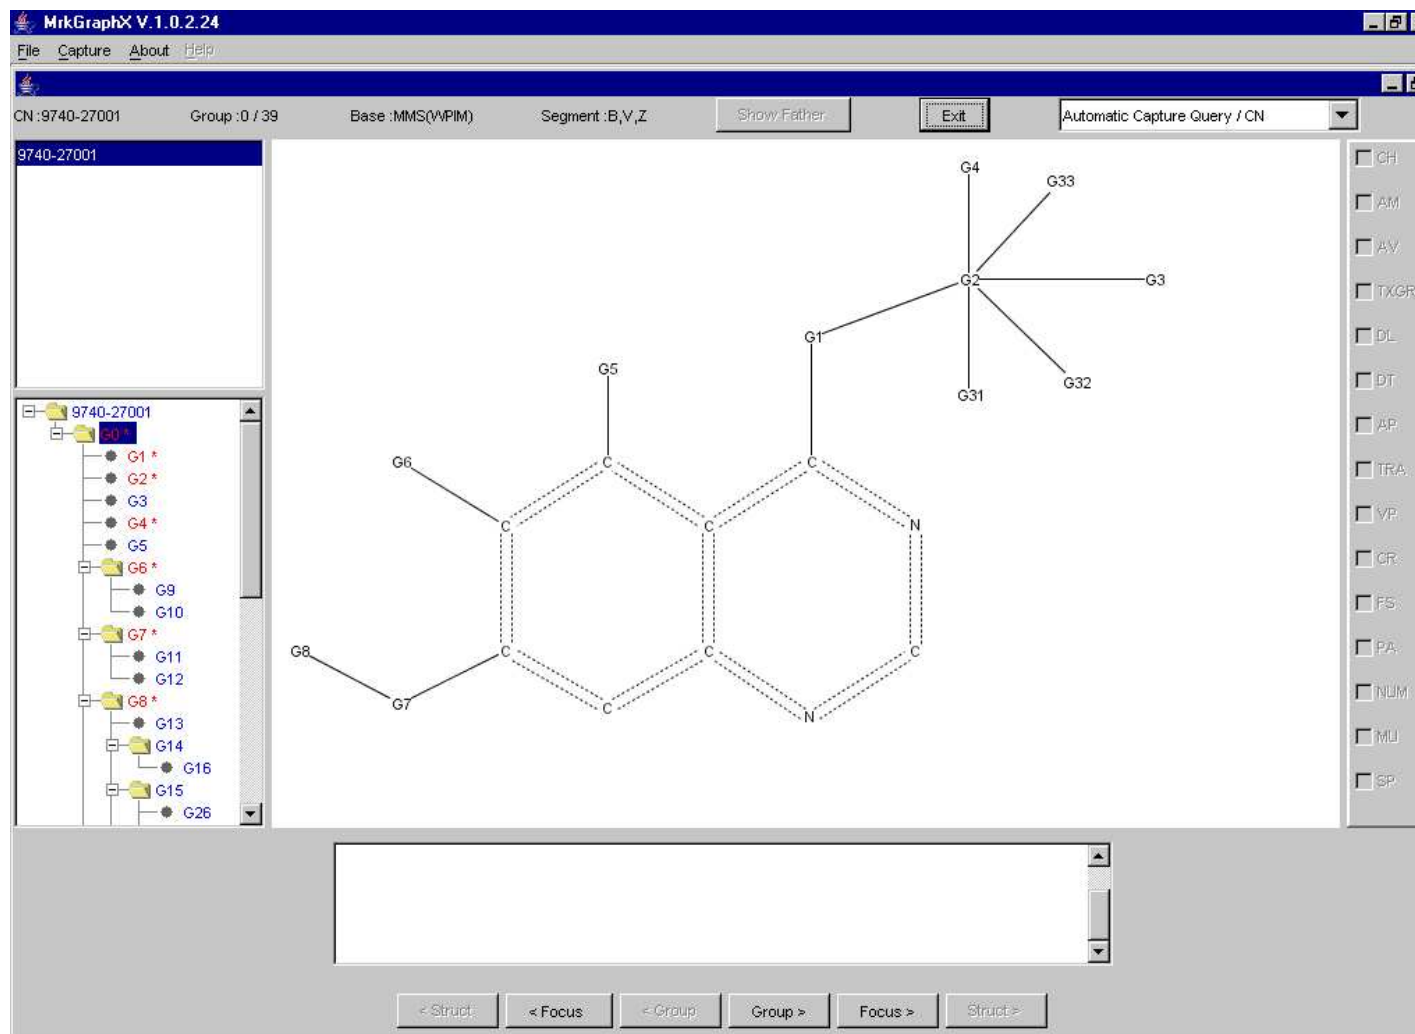 MrkGraphX V.1.0.2.24
File Capture About Help
CN :9740-27001 Group :0 / 39 Base :MMS(WPIM) Segment :B,V,Z Show Father Exit Automatic Capture Query / CN
9740-27001
9740-27001
G0 *
G1 *
G2 *
G3
G4 *
G5
G6 *
G9
G10
G7 *
G11
G12
G8 *
G13
G14
G16
G15
G26
G4
G33
G2
G3
G1
G5
G32
G31
G6
C
C
C
C
N
G8
C
C
C
G7
C
N
CH
AM
AV
TXGR
DL
DT
AP
TRA
VP
CR
FS
PA
NUM
MU
SP
< Struct < Focus < Group Group > Focus > Struct >